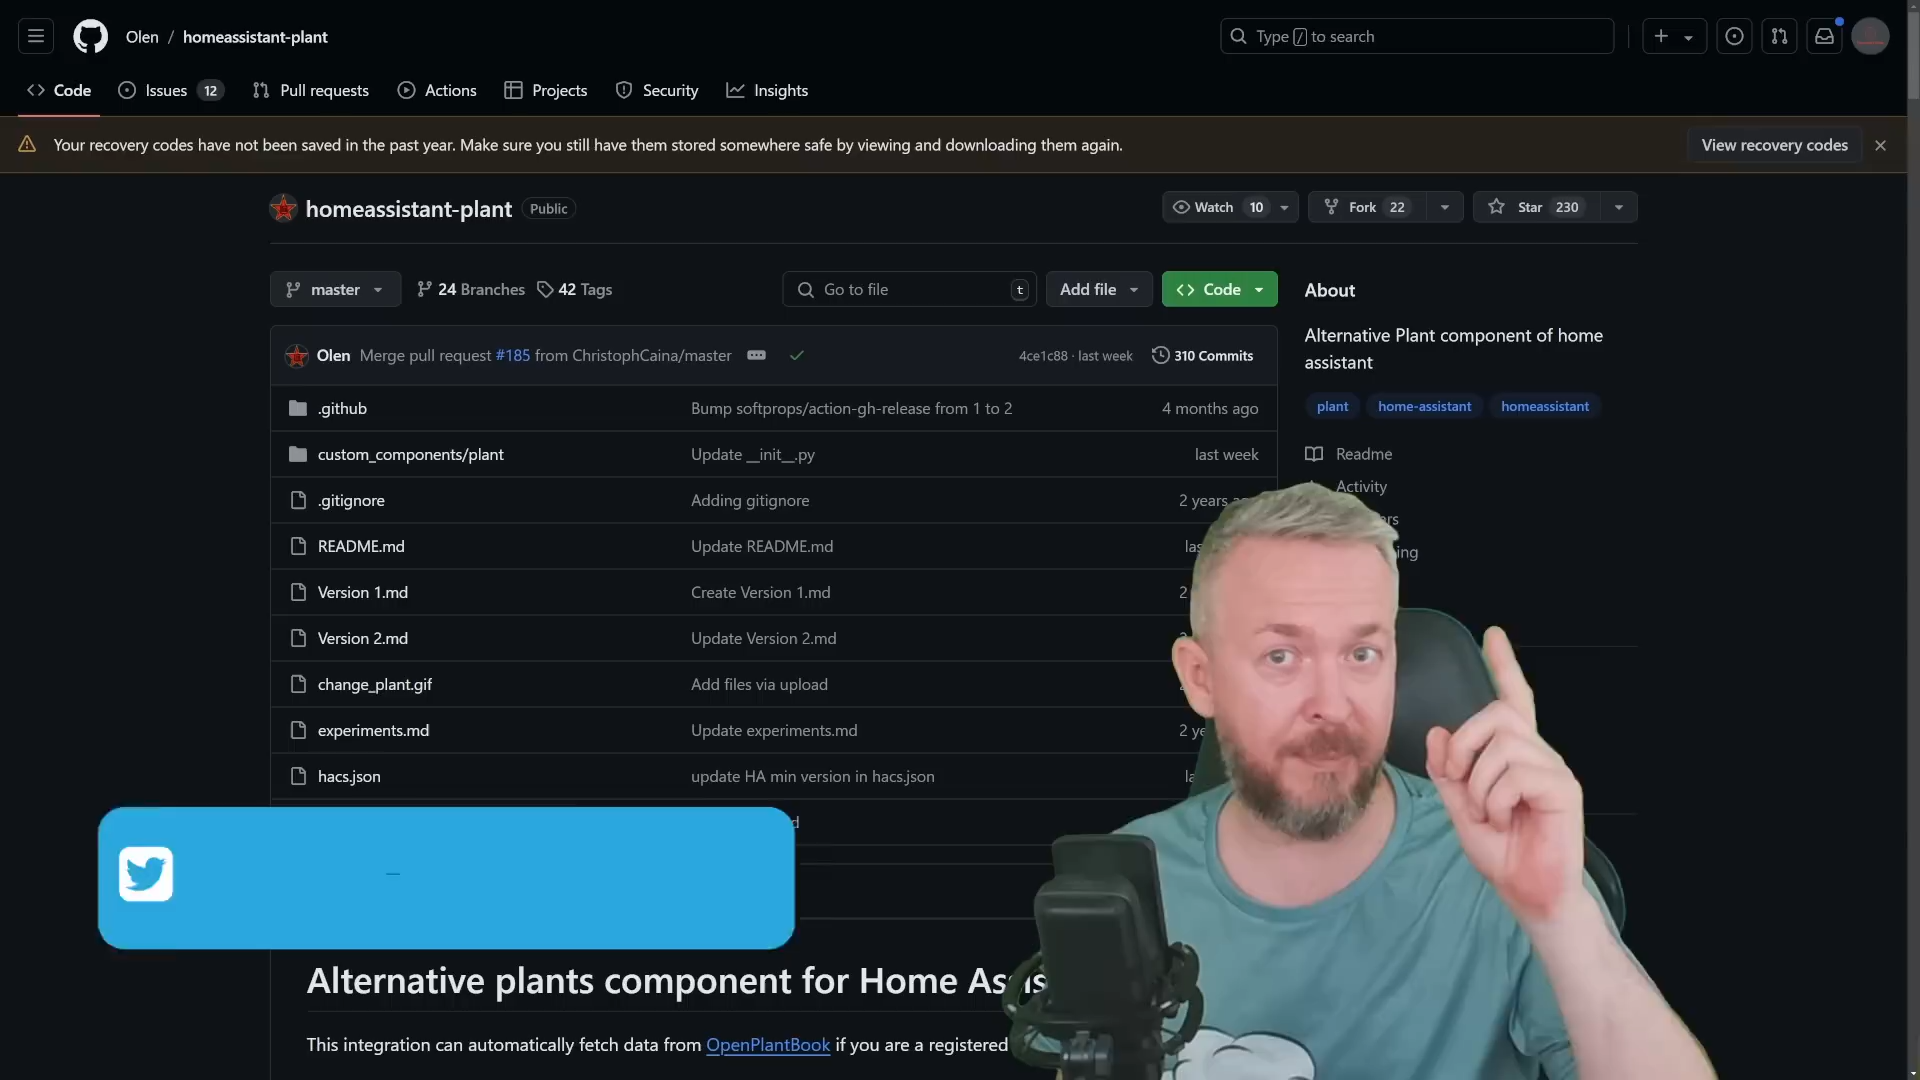 Olen / homeassistant-plant
Type / to search
Code
Issues 12
Pull requests
Actions
Projects
Security
Insights
Your recovery codes have not been saved in the past year. Make sure you still have them stored somewhere safe by viewing and downloading them again.
View recovery codes
homeassistant-plant Public
Watch 10
Fork 22
Star 230
master
24 Branches
42 Tags
Go to file t
Add file
Code
About
Alternative Plant component of home
assistant
plant home-assistant homeassistant
Readme
Activity
Olen Merge pull request #185 from ChristophCaina/master
4ce1c88 · last week
310 Commits
.github Bump softprops/action-gh-release from 1 to 2 4 months ago
custom_components/plant Update __init__.py last week
.gitignore Adding gitignore 2 years
README.md Update README.md
Version 1.md Create Version 1.md 2
Version 2.md Update Version 2.md
change_plant.gif Add files via upload
experiments.md Update experiments.md 2
hacs.json update HA min version in hacs.json
Alternative plants component for Home
This integration can automatically fetch data from OpenPlantBook if you are a registered